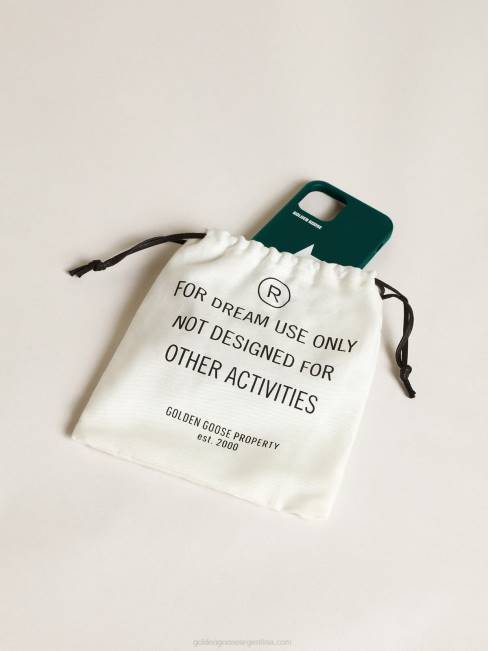 GOLDEN GOOSE
®
FOR DREAM USE ONLY
NOT DESIGNED FOR
OTHER ACTIVITIES
GOLDEN GOOSE PROPERTY
est. 2000
goldengooseargentina.com